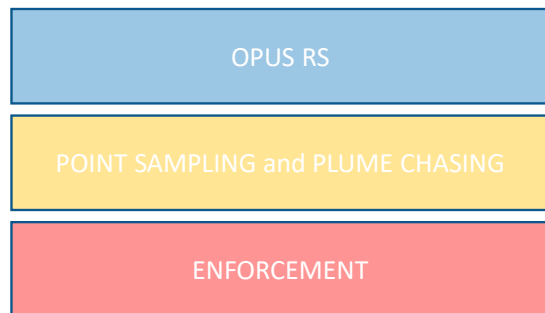 OPUS RS
POINT SAMPLING and PLUME CHASING
ENFORCEMENT